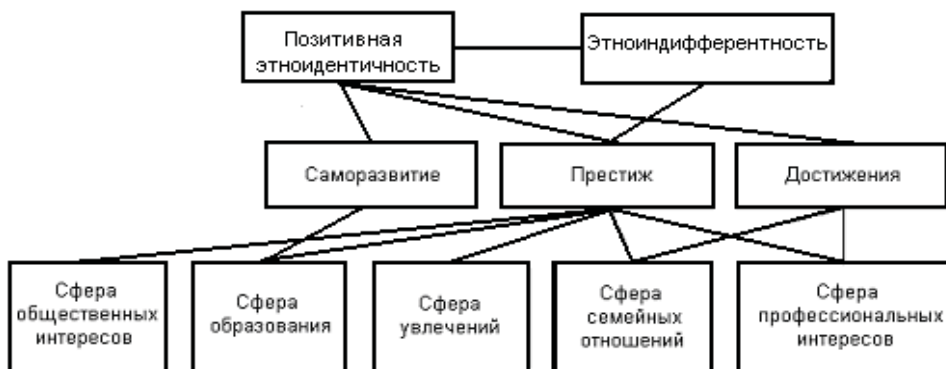 Позитивная
этноидентичность
Этноиндифферентность
Саморазвитие
Престиж
Достижения
Сфера
общественных
интересов
Сфера
образования
Сфера
увлечений
Сфера
семейных
отношений
Сфера
профессиональных
интересов